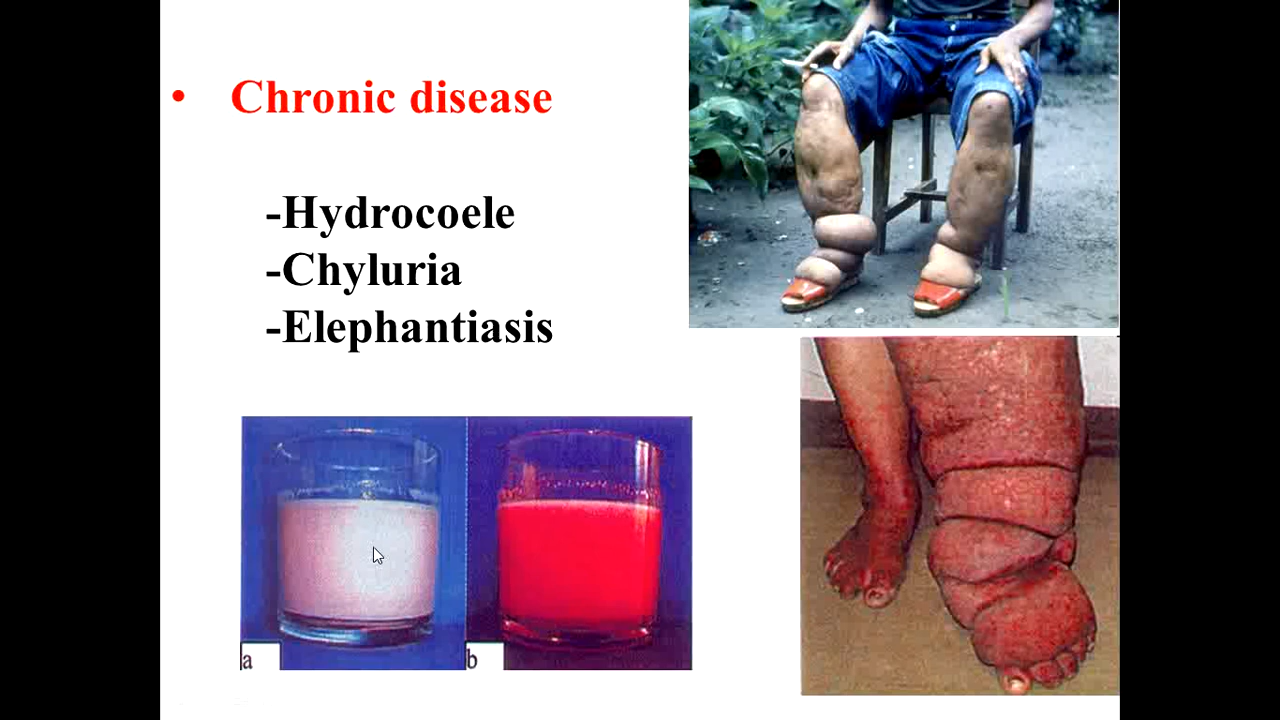 • Chronic disease
-Hydrocoele
-Chyluria
-Elephantiasis
a
b